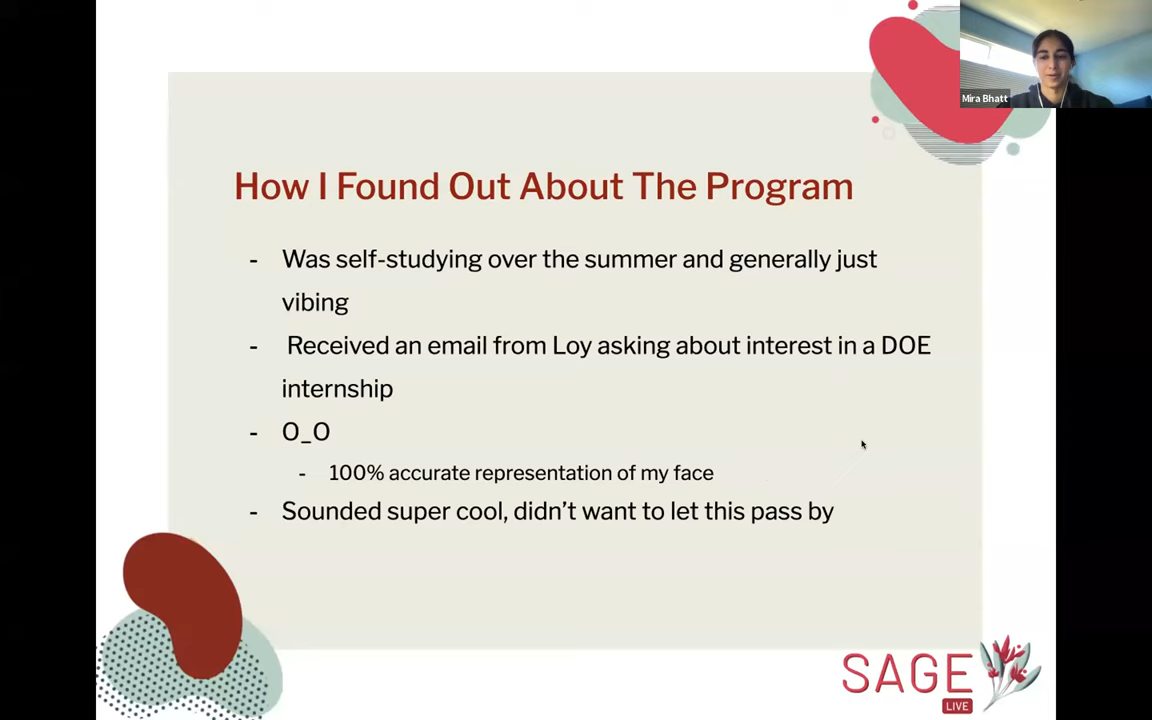 Mira Bhatt
How I Found Out About The Program
- Was self-studying over the summer and generally just
vibing
- Received an email from Loy asking about interest in a DOE
internship
- O_O
- 100% accurate representation of my face
- Sounded super cool, didn't want to let this pass by
SAGE
LIVE